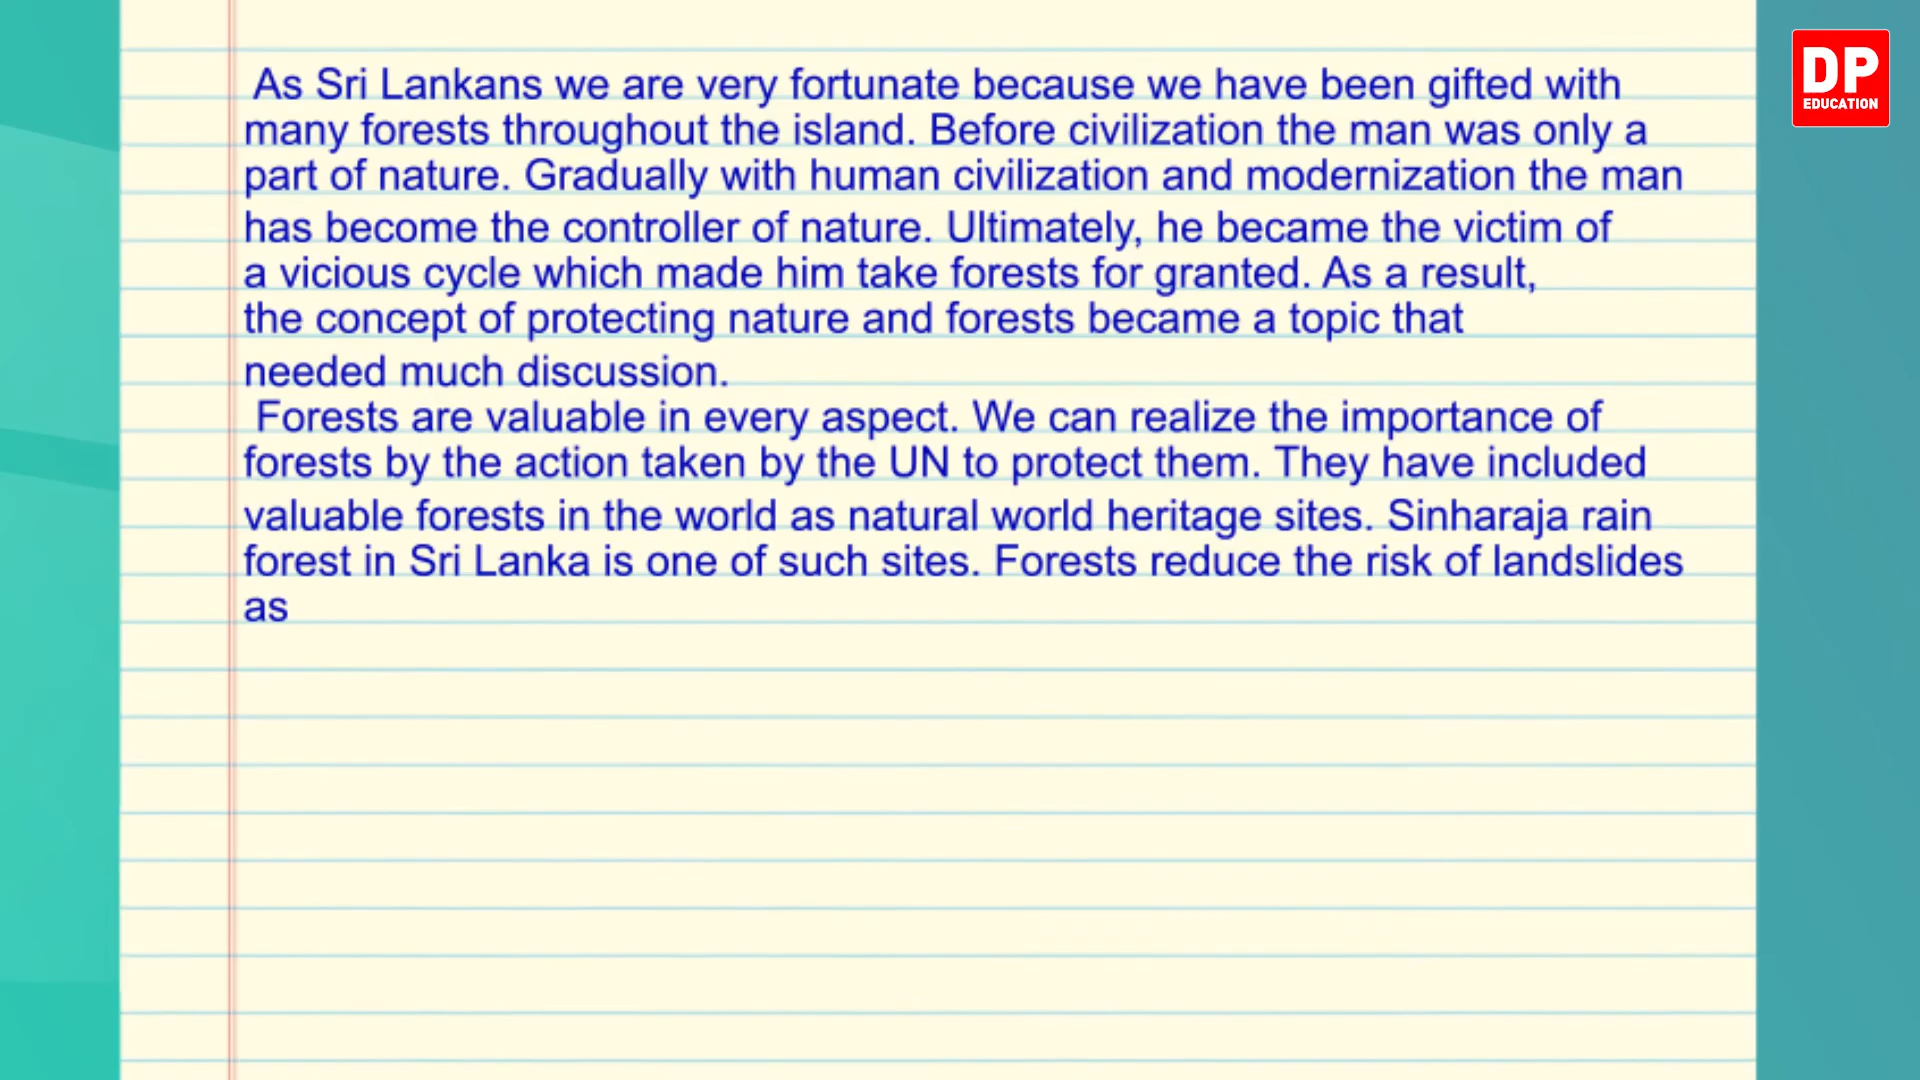 As Sri Lankans we are very fortunate because we have been gifted with
many forests throughout the island. Before civilization the man was only a
part of nature. Gradually with human civilization and modernization the man
has become the controller of nature. Ultimately, he became the victim of
a vicious cycle which made him take forests for granted. As a result,
the concept of protecting nature and forests became a topic that
needed much discussion.
Forests are valuable in every aspect. We can realize the importance of
forests by the action taken by the UN to protect them. They have included
valuable forests in the world as natural world heritage sites. Sinharaja rain
forest in Sri Lanka is one of such sites. Forests reduce the risk of landslides
as
DP
EDUCATION